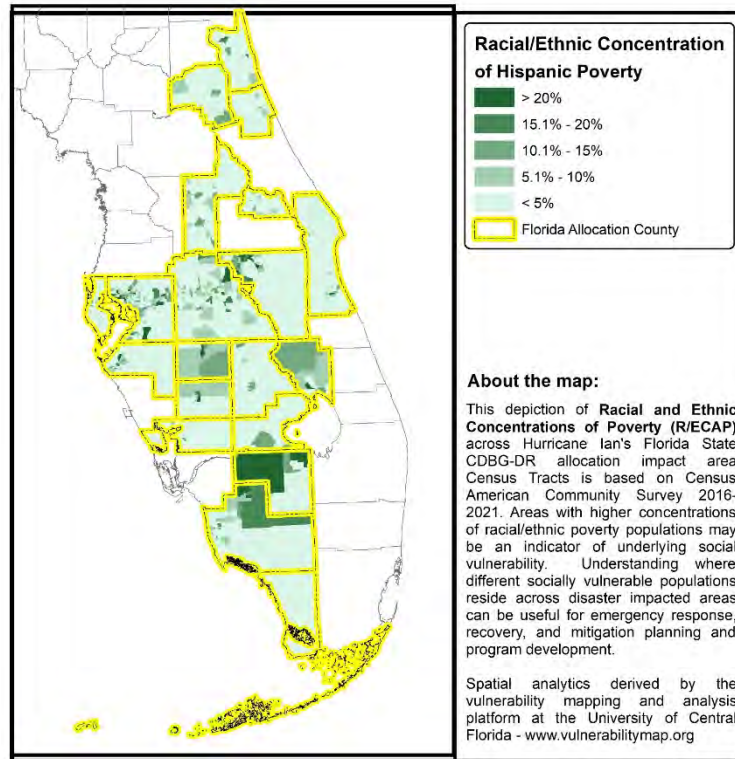 Racial/Ethnic Concentration
of Hispanic Poverty
> 20%
15.1% - 20%
10.1% - 15%
5.1% - 10%
< 5%
Florida Allocation County
About the map:
This depiction of Racial and Ethnic
Concentrations of Poverty (R/ECAP)
across Hurricane Ian's Florida State
CDBG-DR allocation impact area
Census Tracts is based on Census
American Community Survey 2016-
2021. Areas with higher concentrations
of racial/ethnic poverty populations may
be an indicator of underlying social
vulnerability. Understanding where
different socially vulnerable populations
reside across disaster impacted areas
can be useful for emergency response,
recovery, and mitigation planning and
program development.
Spatial analytics derived by the
vulnerability mapping and analysis
platform at the University of Central
Florida - www.vulnerabilitymap.org